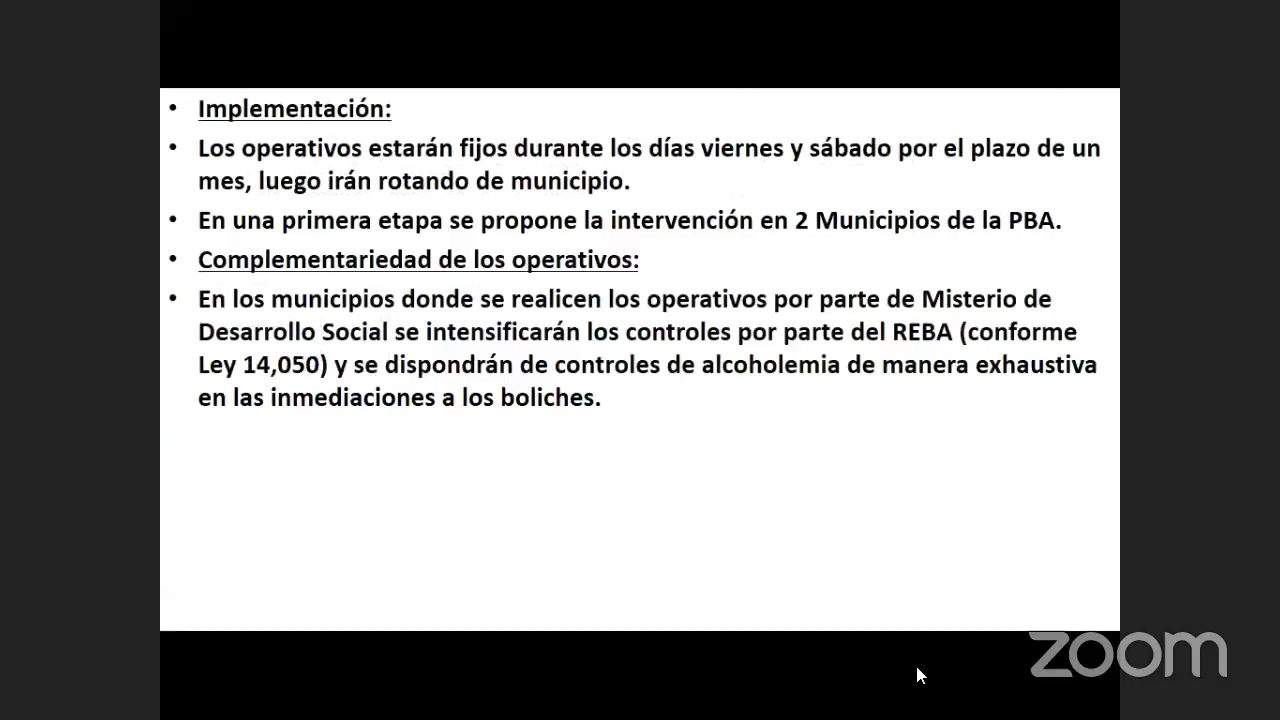 • Implementación:
• Los operativos estarán fijos durante los días viernes y sábado por el plazo de un
mes, luego irán rotando de municipio.
• En una primera etapa se propone la intervención en 2 Municipios de la PBA.
• Complementariedad de los operativos:
• En los municipios donde se realicen los operativos por parte de Misterio de
Desarrollo Social se intensificarán los controles por parte del REBA (conforme
Ley 14,050) y se dispondrán de controles de alcoholemia de manera exhaustiva
en las inmediaciones a los boliches.
zoom